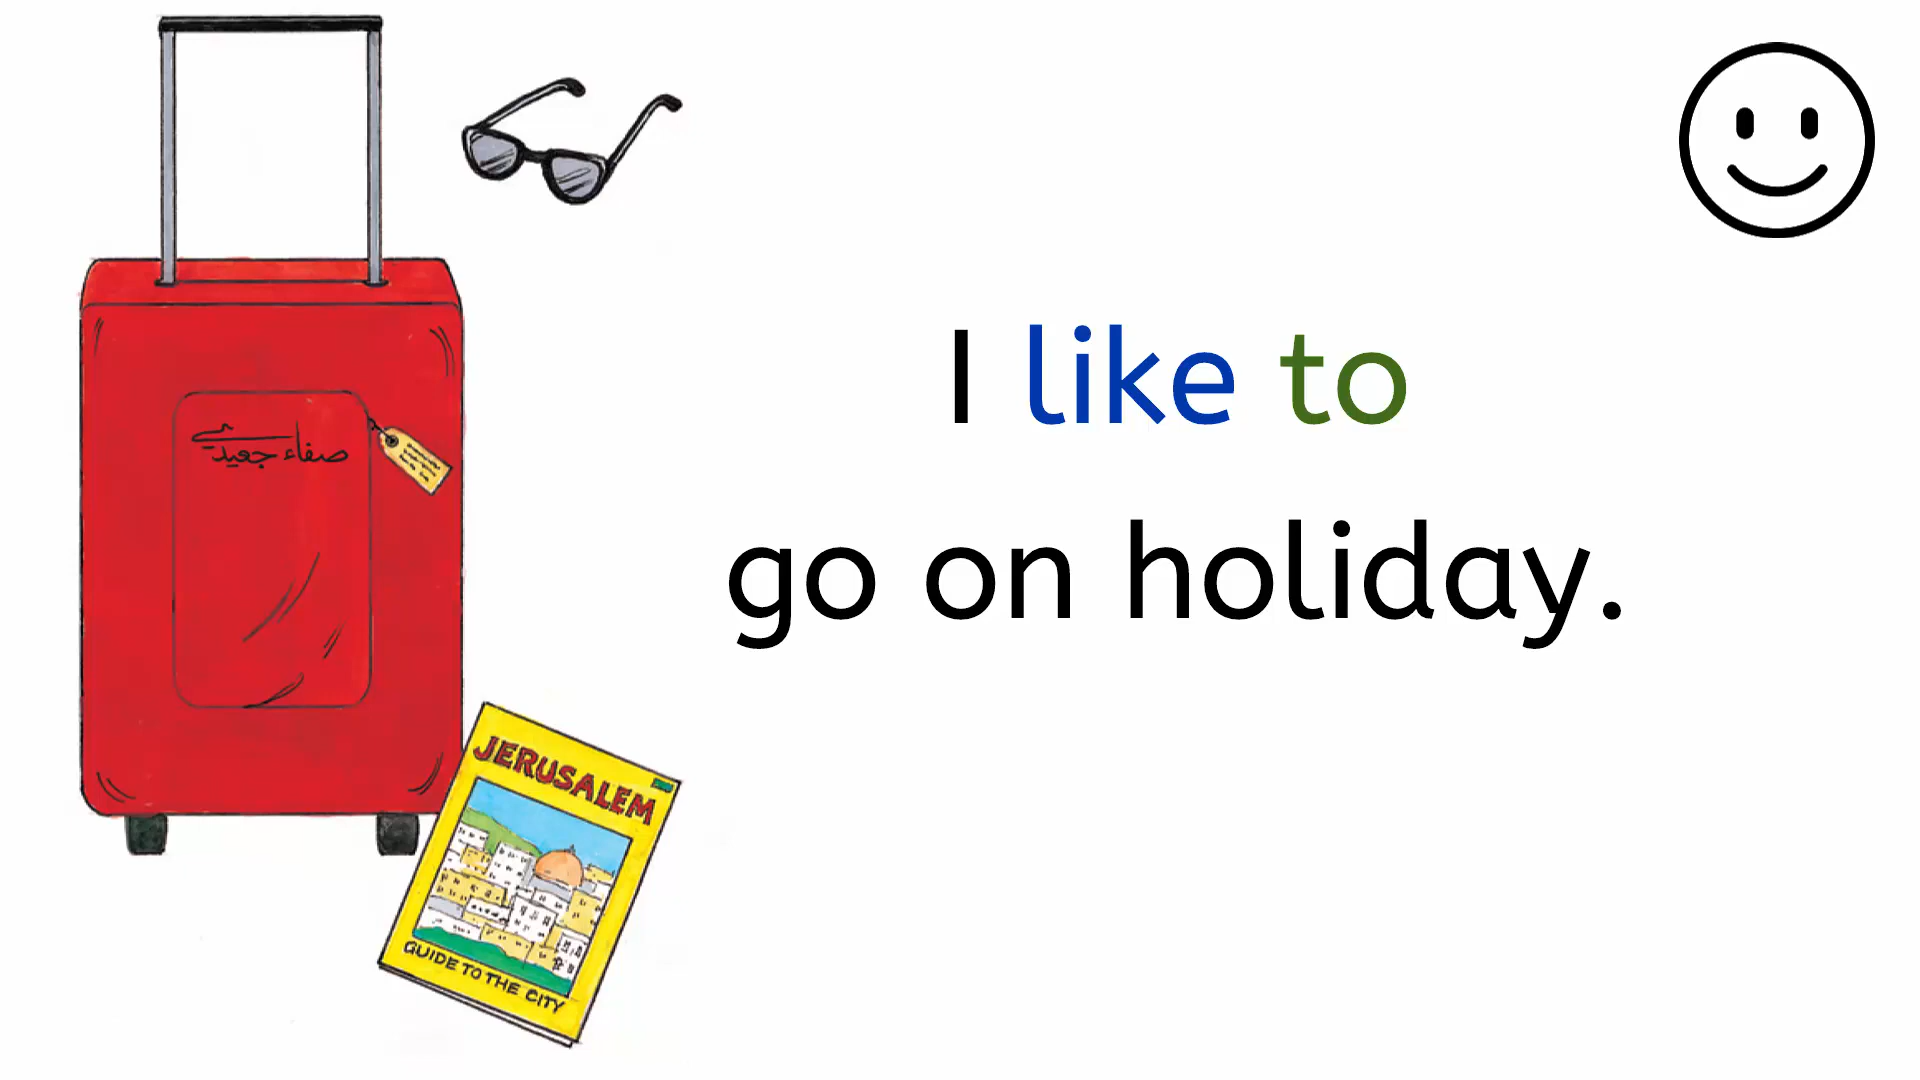 I like to
go on holiday.
صفاء جعيدي
JERUSALEM
GUIDE TO THE CITY